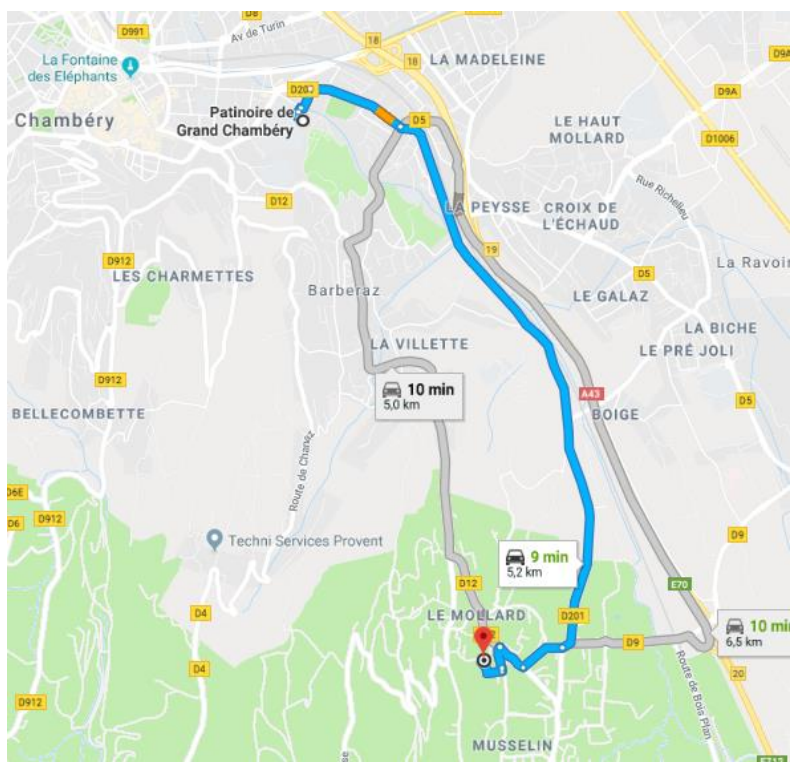 D991
Av de Turin
18
La Fontaine
des Eléphants
18
LA MADELEINE
D9A
D20
Patinoire de
Grand Chambéry
Chambéry
D5
D9A
LE HAUT
MOLLARD
D1006
Rue Richelieu
D12
LA PEYSSE
CROIX DE
L'ÉCHAUD
D912
19
LES CHARMETTES
D5
La Ravoir
Barberaz
LE GALAZ
LA VILLETTE
LA BICHE
LE PRÉ JOLI
D912
10 min
5,0 km
A43
D5
BELLECOMBETTE
BOIGE
Route de Chanaz
D6E
D912
D6
Techni Services Provent
D9
9 min
5,2 km
D12
E70
D4
LE MOLLARD
D201
10 min
6,5 km
2
D9
D4
Route de Bois Plan
20
D912
MUSSELIN
E712